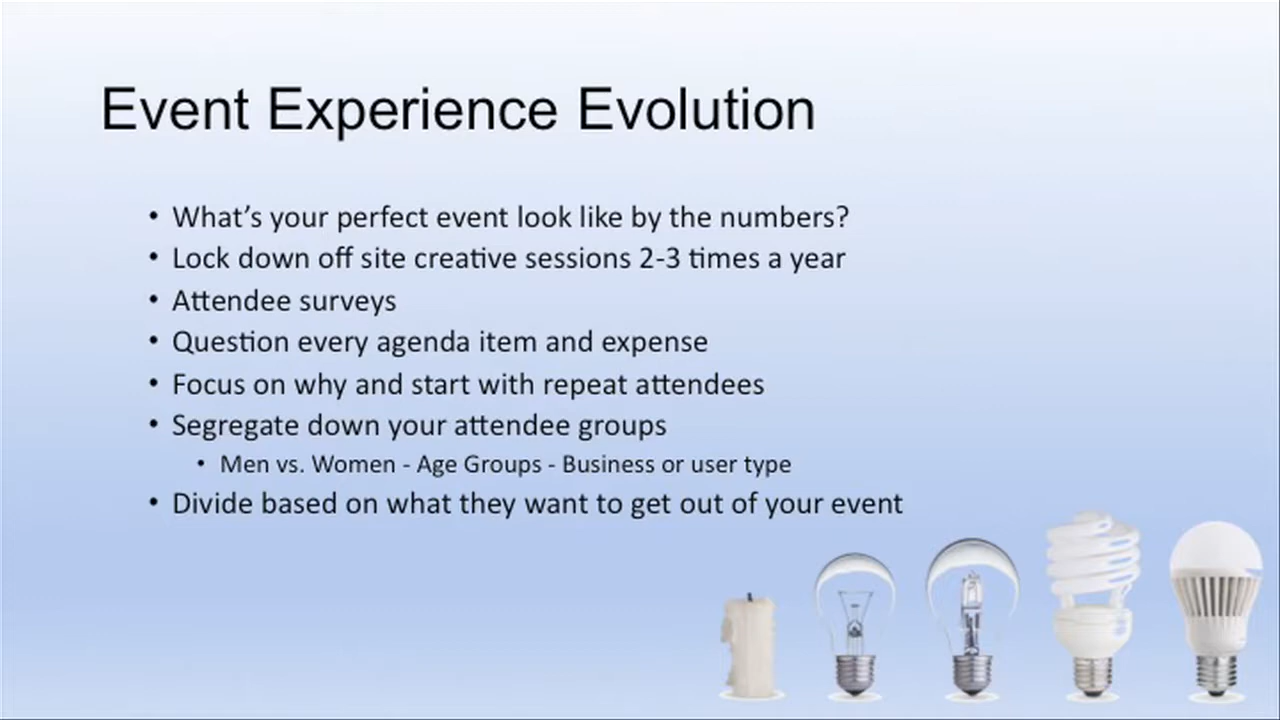 Event Experience Evolution
• What’s your perfect event look like by the numbers?
• Lock down off site creative sessions 2-3 times a year
• Attendee surveys
• Question every agenda item and expense
• Focus on why and start with repeat attendees
• Segregate down your attendee groups
• Men vs. Women - Age Groups - Business or user type
• Divide based on what they want to get out of your event